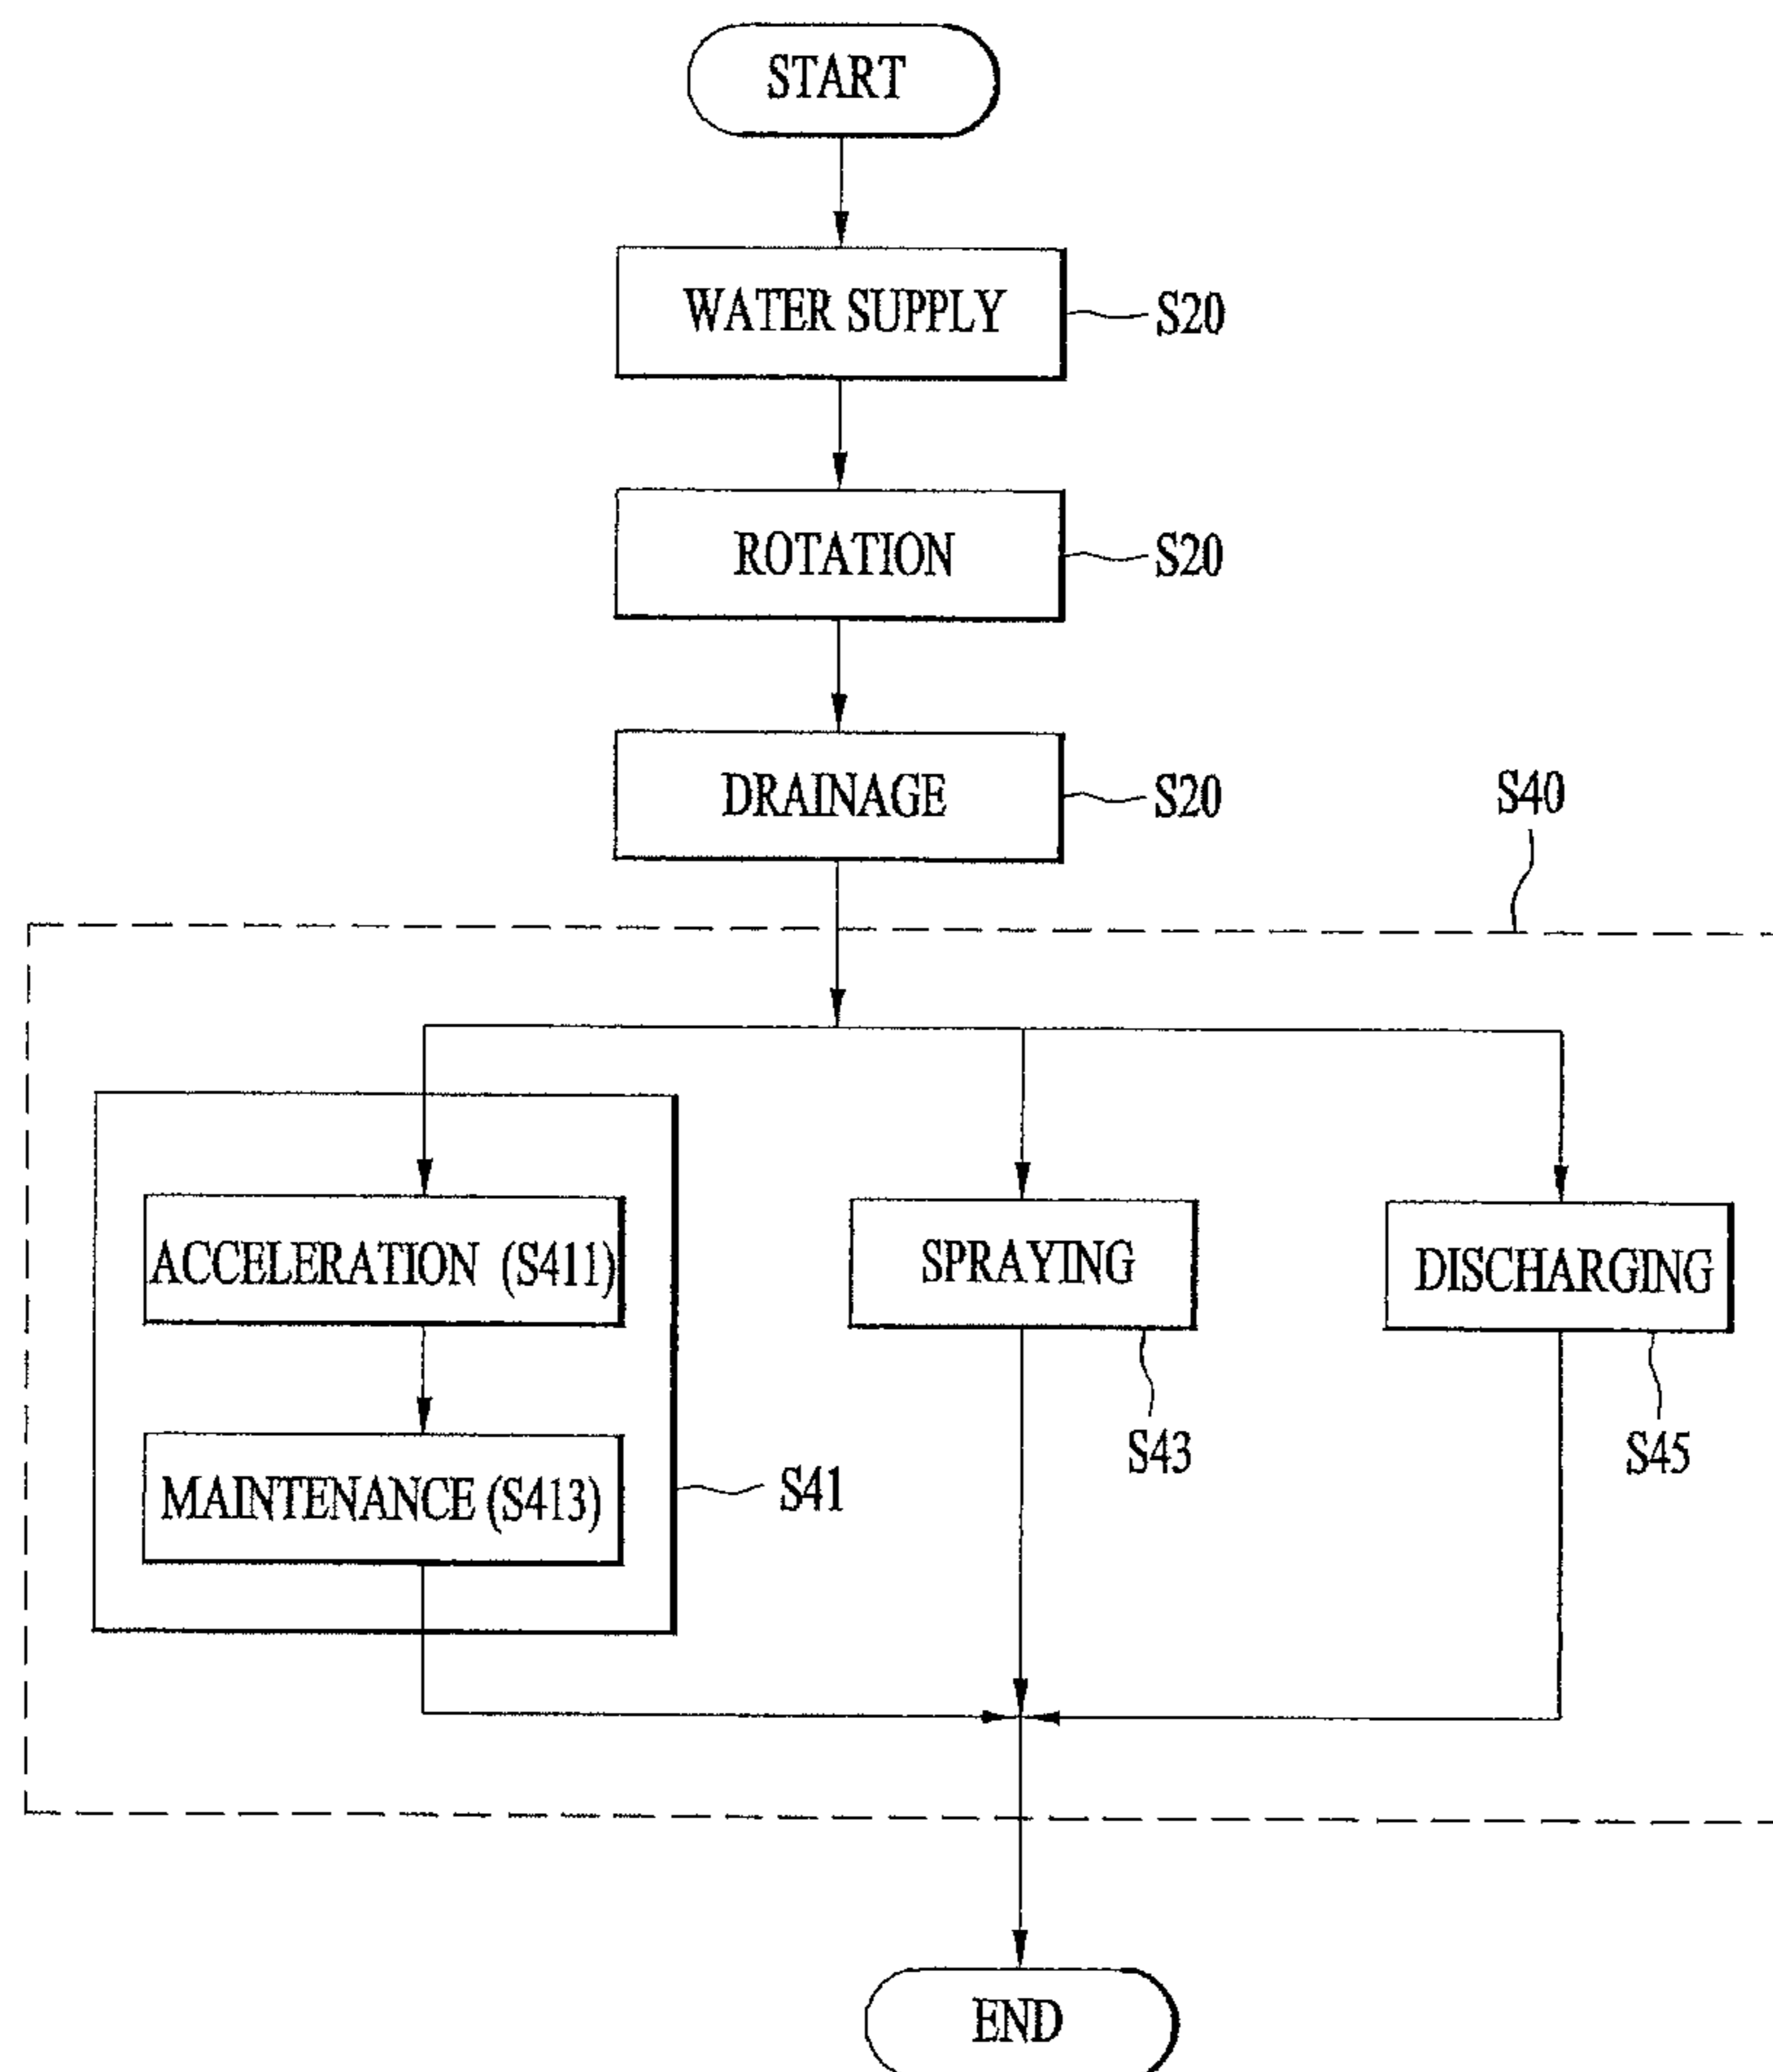 START
WATER SUPPLY
S20
ROTATION
S20
DRAINAGE
S20
S40
ACCELERATION (S411)
SPRAYING
DISCHARGING
S43
S45
MAINTENANCE (S413)
S41
END